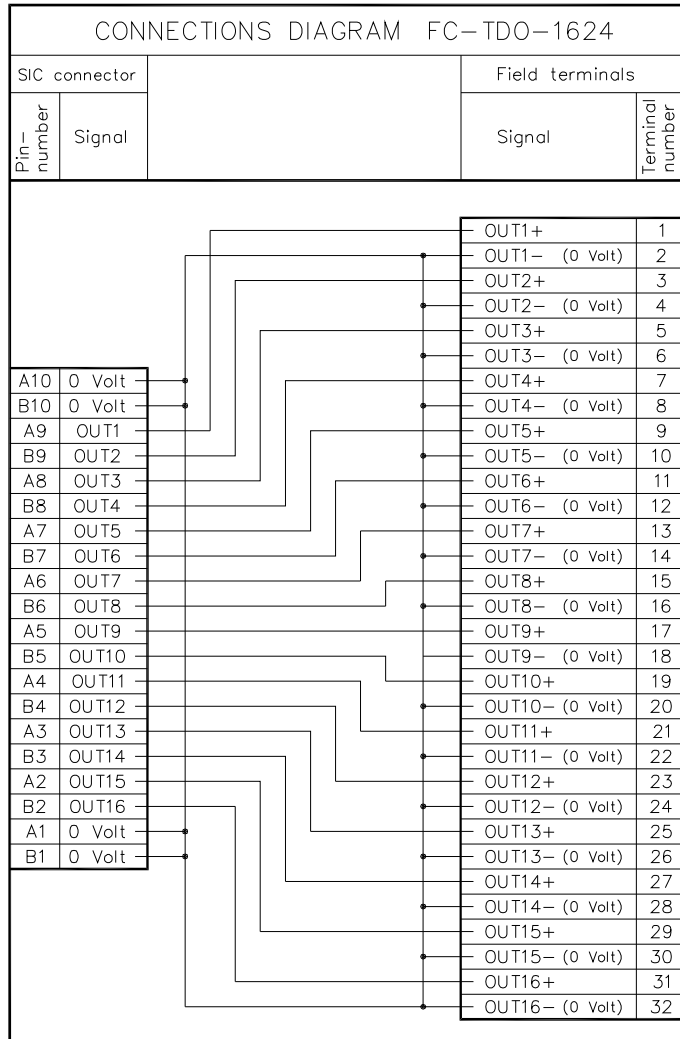 CONNECTIONS DIAGRAM FC-TDO-1624
SIC connector
Field terminals
Pin-
number
Signal
Signal
Terminal
number
A10 0 Volt
B10 0 Volt
A9 OUT1
B9 OUT2
A8 OUT3
B8 OUT4
A7 OUT5
B7 OUT6
A6 OUT7
B6 OUT8
A5 OUT9
B5 OUT10
A4 OUT11
B4 OUT12
A3 OUT13
B3 OUT14
A2 OUT15
B2 OUT16
A1 0 Volt
B1 0 Volt
OUT1+ 1
OUT1- (0 Volt) 2
OUT2+ 3
OUT2- (0 Volt) 4
OUT3+ 5
OUT3- (0 Volt) 6
OUT4+ 7
OUT4- (0 Volt) 8
OUT5+ 9
OUT5- (0 Volt) 10
OUT6+ 11
OUT6- (0 Volt) 12
OUT7+ 13
OUT7- (0 Volt) 14
OUT8+ 15
OUT8- (0 Volt) 16
OUT9+ 17
OUT9- (0 Volt) 18
OUT10+ 19
OUT10- (0 Volt) 20
OUT11+ 21
OUT11- (0 Volt) 22
OUT12+ 23
OUT12- (0 Volt) 24
OUT13+ 25
OUT13- (0 Volt) 26
OUT14+ 27
OUT14- (0 Volt) 28
OUT15+ 29
OUT15- (0 Volt) 30
OUT16+ 31
OUT16- (0 Volt) 32